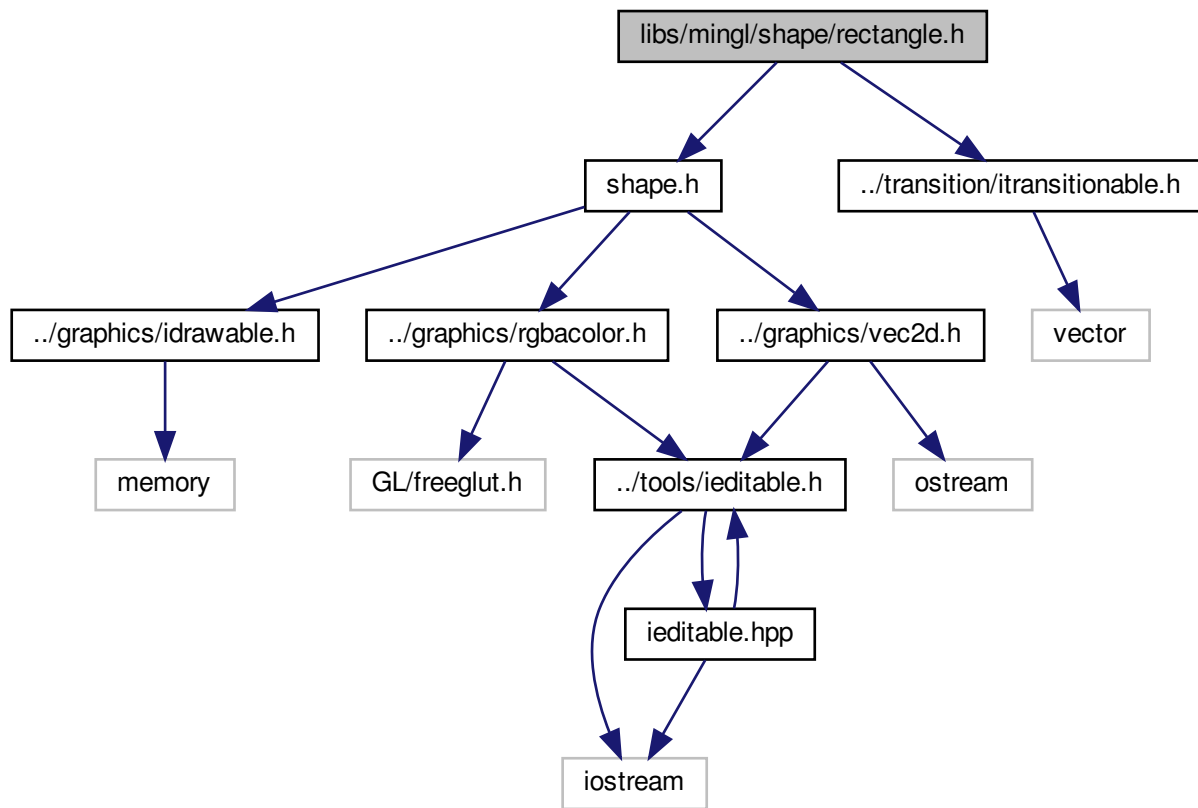 libs/mingl/shape/rectangle.h
shape.h
../transition/itransitionable.h
../graphics/idrawable.h
../graphics/rgbacolor.h
../graphics/vec2d.h
vector
memory
GL/freeglut.h
../tools/ieditable.h
ostream
ieditable.hpp
iostream